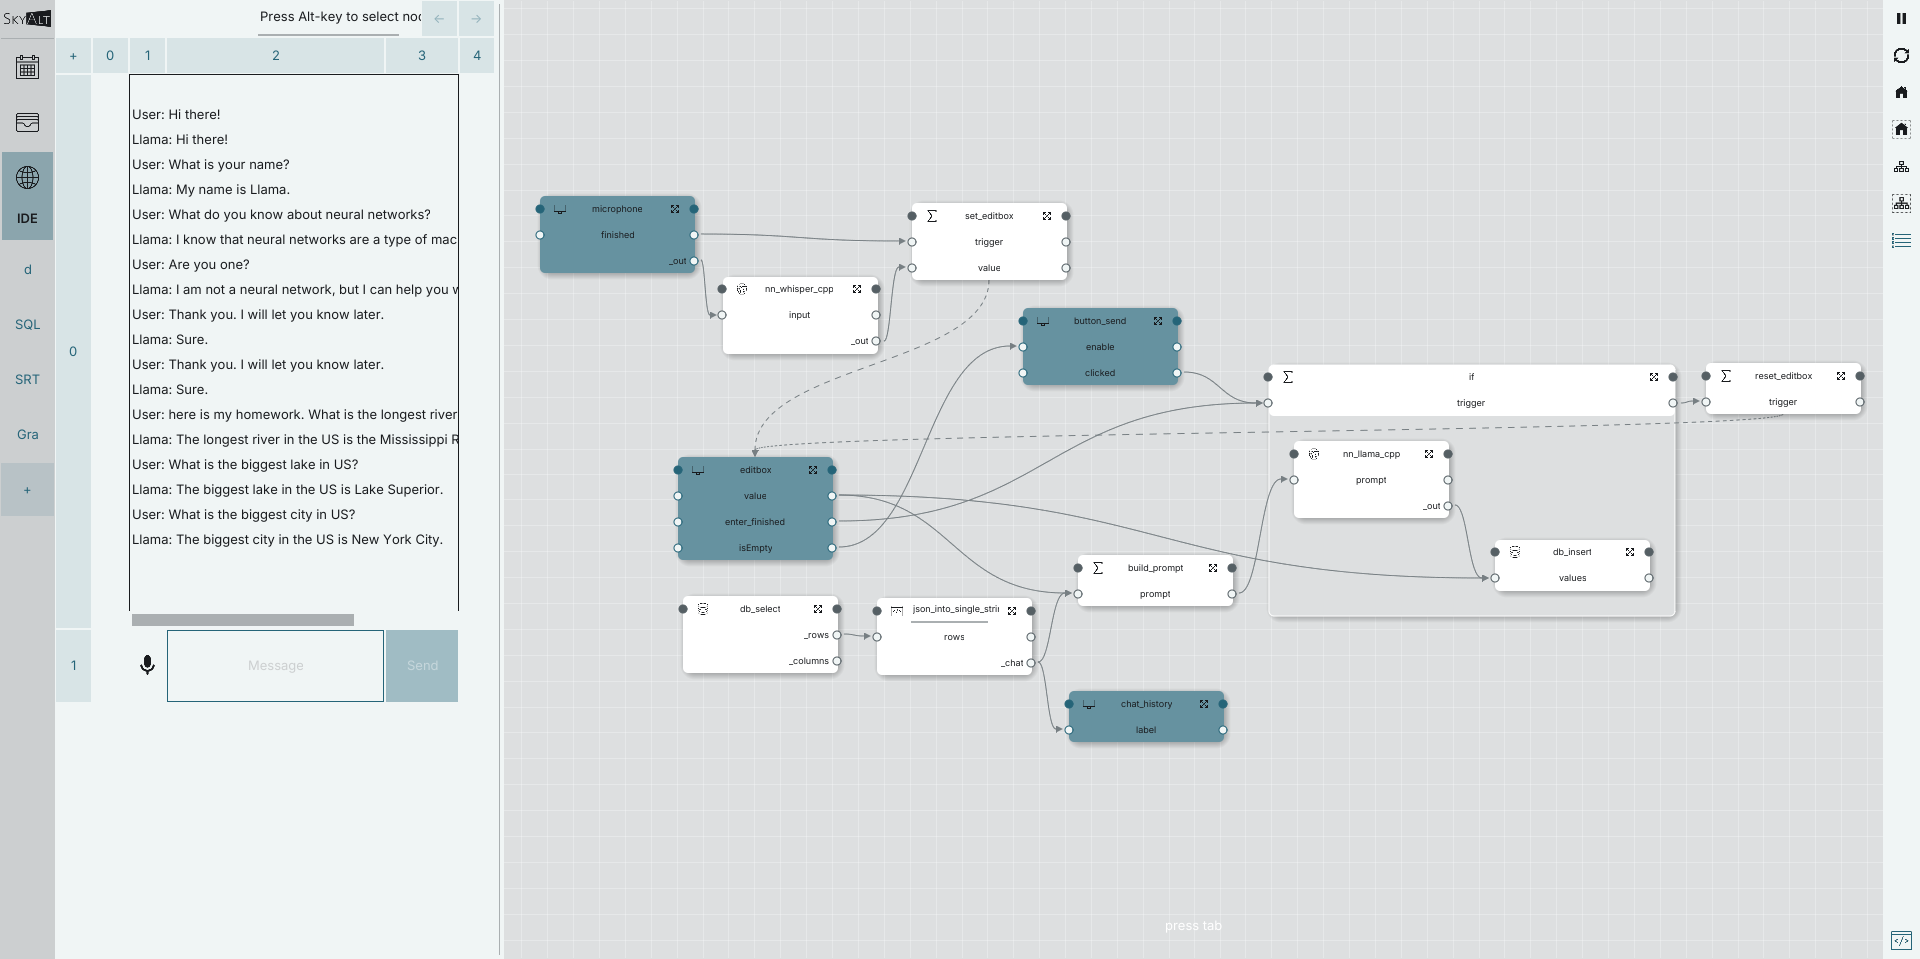 SKYALT
Press Alt-key to select
+ 0 1 2 3 4
User: Hi there!
Llama: Hi there!
User: What is your name?
Llama: My name is Llama.
User: What do you know about neural networks?
Llama: I know that neural networks are a type of
User: Are you one?
Llama: I am not a neural network, but I can help you
User: Thank you. I will let you know later.
Llama: Sure.
User: Thank you. I will let you know later.
Llama: Sure.
User: here is my homework. What is the longest river
Llama: The longest river in the US is the Mississippi R
User: What is the biggest lake in US?
Llama: The biggest lake in the US is Lake Superior.
User: What is the biggest city in US?
Llama: The biggest city in the US is New York City.
0
1
Message
Send
IDE
d
SQL
SRT
Gra
+
microphone
finished
_out
nn_whisper_cpp
input
_out
set_editbox
trigger
value
button_send
enable
clicked
if
trigger
reset_editbox
trigger
nn_llama_cpp
prompt
_out
db_insert
values
editbox
value
enter_finished
isEmpty
build_prompt
prompt
db_select
_rows
_columns
json_into_single_stri
rows
_chat
chat_history
label
press tab